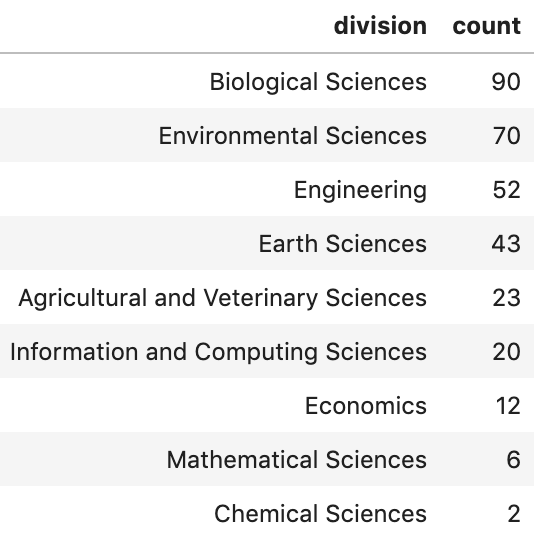 division count
Biological Sciences 90
Environmental Sciences 70
Engineering 52
Earth Sciences 43
Agricultural and Veterinary Sciences 23
Information and Computing Sciences 20
Economics 12
Mathematical Sciences 6
Chemical Sciences 2